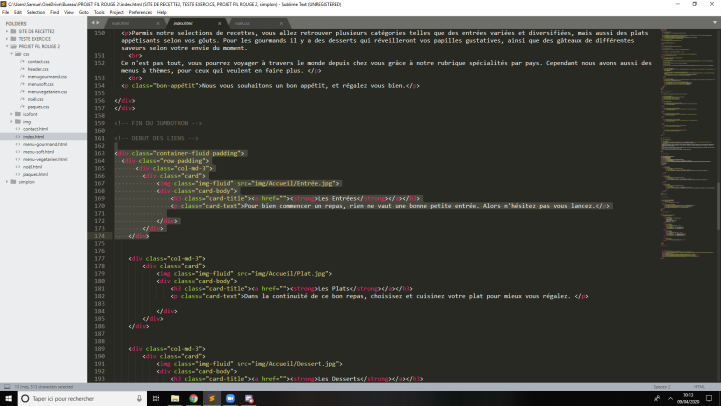 C:\Users\Samuel\OneDrive\Bureau\PROJET FIL ROUGE 2\index.html (SITE DE RECETTEZ, TESTE EXERCICE, PROJET FIL ROUGE 2, simplon) - Sublime Text (UNREGISTERED)
File Edit Selection Find View Goto Tools Project Preferences Help
FOLDERS
SITE DE RECETTEZ
TESTE EXERCICE
PROJET FIL ROUGE 2
css
contact.css
header.css
menugourmand.css
menusoft.css
menuvegetarien.css
noël.css
paques.css
icofont
img
contact.html
index.html
menu-gourmand.html
menu-soft.html
menu-vegetarien.html
noël.html
paques.html
simplon
index.html
150 <p>Parmis notre selections de recettes, vous allez retrouver plusieurs catégories telles que des entrées variées et diversifiées, mais aussi des plats
appétisants selon vos goûts. Pour les gourmands il y a des desserts qui réveilleront vos papilles gustatives, ainsi que des gâteaux de différentes
saveurs selon votre envie du moment.
151 <br>
152 Ce n'est pas tout, vous pourrez voyager à travers le monde depuis chez vous grâce à notre rubrique spécialités par pays. Cependant nous avons aussi des
menus à thèmes, pour ceux qui veulent en faire plus. </p>
153 <br>
154 <p class="bon-appétit">Nous vous souhaitons un bon appétit, et régalez vous bien.</p>
155
156 </div>
157 </div>
158
159 <!-- FIN DU JUMBOTRON -->
160
161 <!-- DEBUT DES LIENS -->
162
163 <div class="container-fluid padding">
164 <div class="row-padding">
165 <div class="col-md-3">
166 <div class="card">
167 <img class="img-fluid" src="img/Accueil/Entrée.jpg">
168 <div class="card-body">
169 <h3 class="card-title"><a href=""><strong>Les Entrées</strong></a></h3>
170 <p class="card-text">Pour bien commencer un repas, rien ne vaut une bonne petite entrée. Alors n'hésitez pas vous lancez.</p>
171
172 </div>
173 </div>
174 </div>
175
176
177 <div class="col-md-3">
178 <div class="card">
179 <img class="img-fluid" src="img/Accueil/Plat.jpg">
180 <div class="card-body">
181 <h3 class="card-title"><a href=""><strong>Les Plats</strong></a></h3>
182 <p class="card-text">Dans la continuité de ce bon repas, choisisez et cuisinez votre plat pour mieux vous régalez. </p>
183
184 </div>
185 </div>
186 </div>
187
188
189 <div class="col-md-3">
190 <div class="card">
191 <img class="img-fluid" src="img/Accueil/Dessert.jpg">
192 <div class="card-body">
193 <h3 class="card-title"><a href=""><strong>Les Desserts</strong></a></h3>
13 lines, 513 characters selected
Spaces: 2
HTML
Taper ici pour rechercher
10:13
09/04/2020